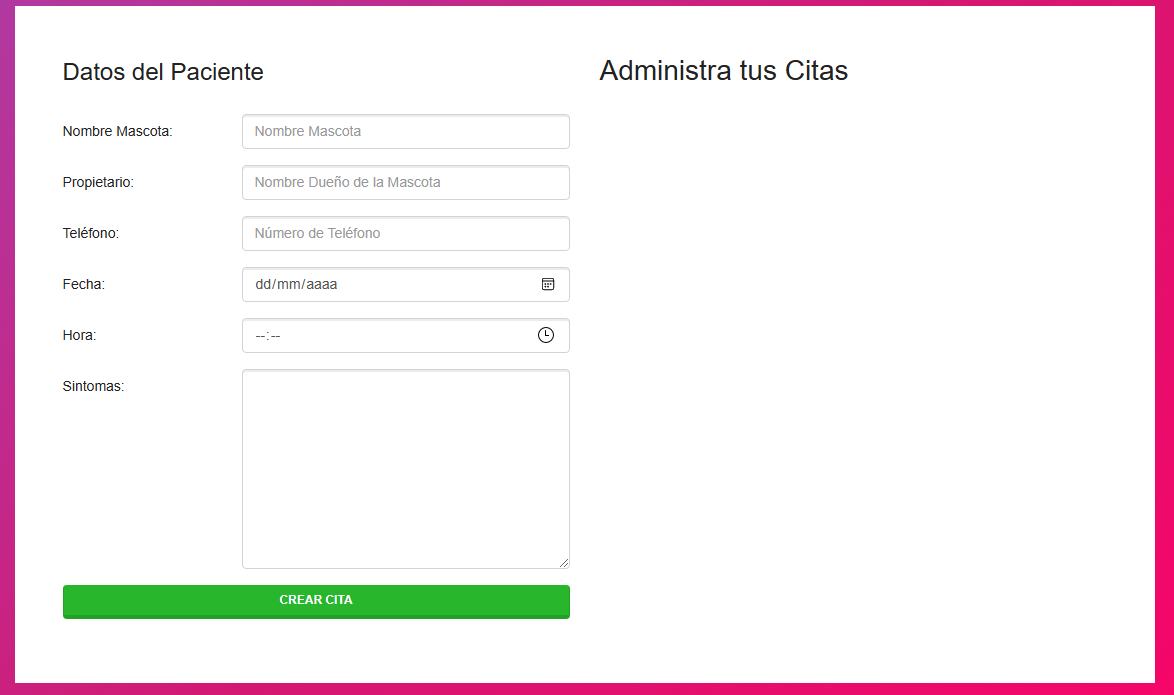 Datos del Paciente
Nombre Mascota:
Nombre Mascota
Propietario:
Nombre Dueño de la Mascota
Teléfono:
Número de Teléfono
Fecha:
dd/mm/aaaa
Hora:
--:--
Sintomas:
CREAR CITA
Administra tus Citas